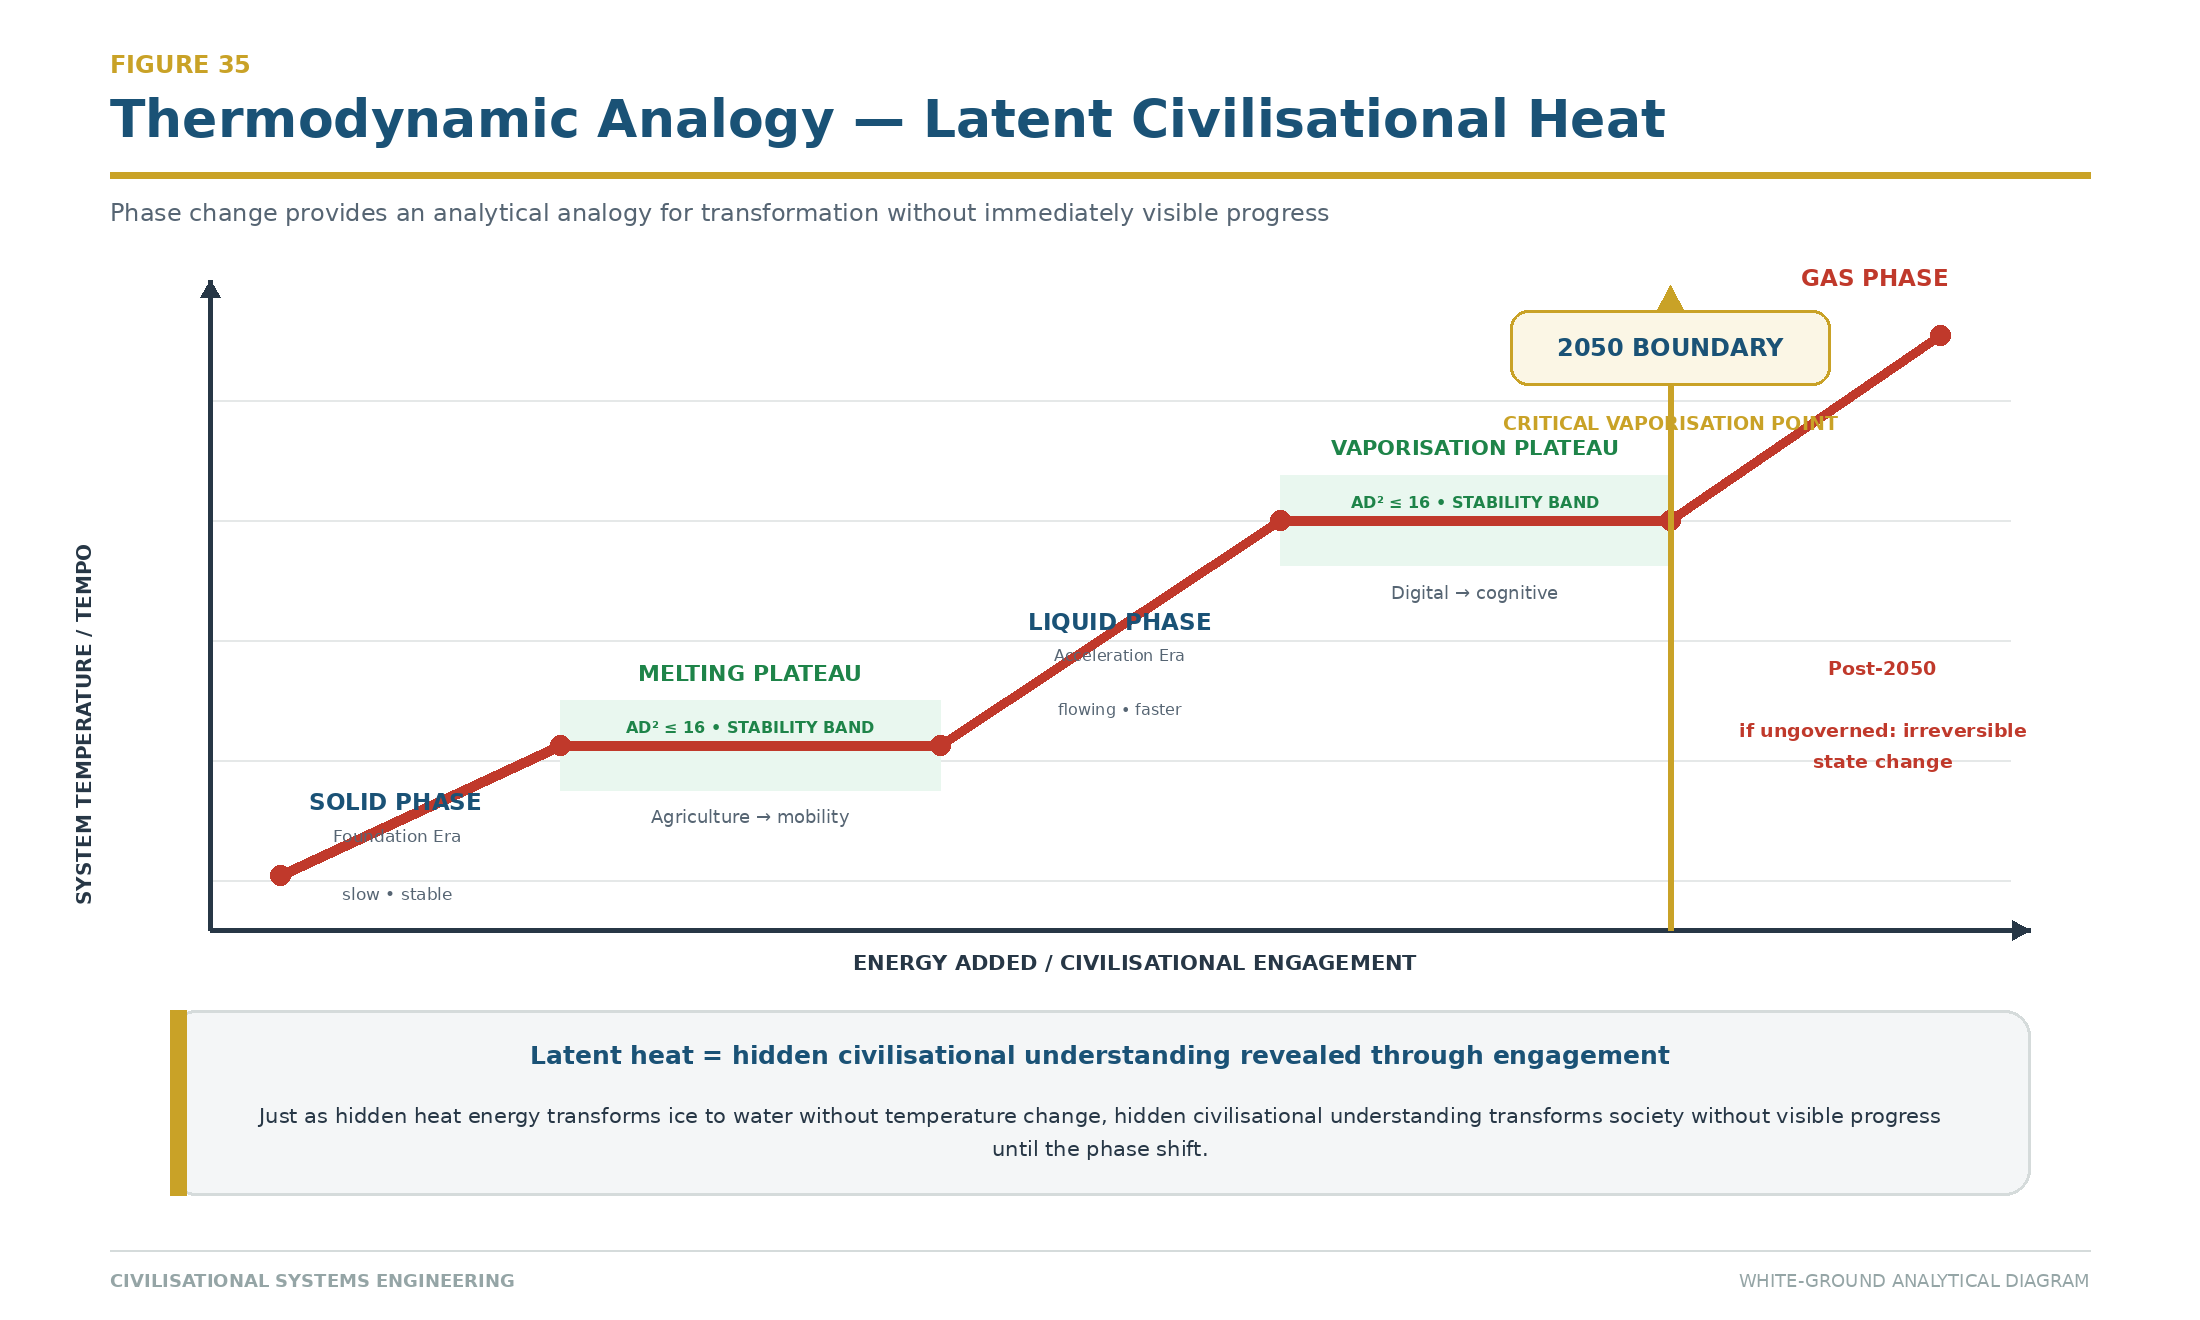 FIGURE 35
Thermodynamic Analogy — Latent Civilisational Heat
Phase change provides an analytical analogy for transformation without immediately visible progress
GAS PHASE
2050 BOUNDARY
CRITICAL VAPORISATION POINT
VAPORISATION PLATEAU
AD² ≤ 16 • STABILITY BAND
Digital → cognitive
LIQUID PHASE
Acceleration Era
flowing • faster
MELTING PLATEAU
AD² ≤ 16 • STABILITY BAND
Agriculture → mobility
SOLID PHASE
Foundation Era
slow • stable
Post-2050
if ungoverned: irreversible
state change
SYSTEM TEMPERATURE / TEMPO
ENERGY ADDED / CIVILISATIONAL ENGAGEMENT
Latent heat = hidden civilisational understanding revealed through engagement
Just as hidden heat energy transforms ice to water without temperature change, hidden civilisational understanding transforms society without visible progress
until the phase shift.
CIVILISATIONAL SYSTEMS ENGINEERING
WHITE-GROUND ANALYTICAL DIAGRAM